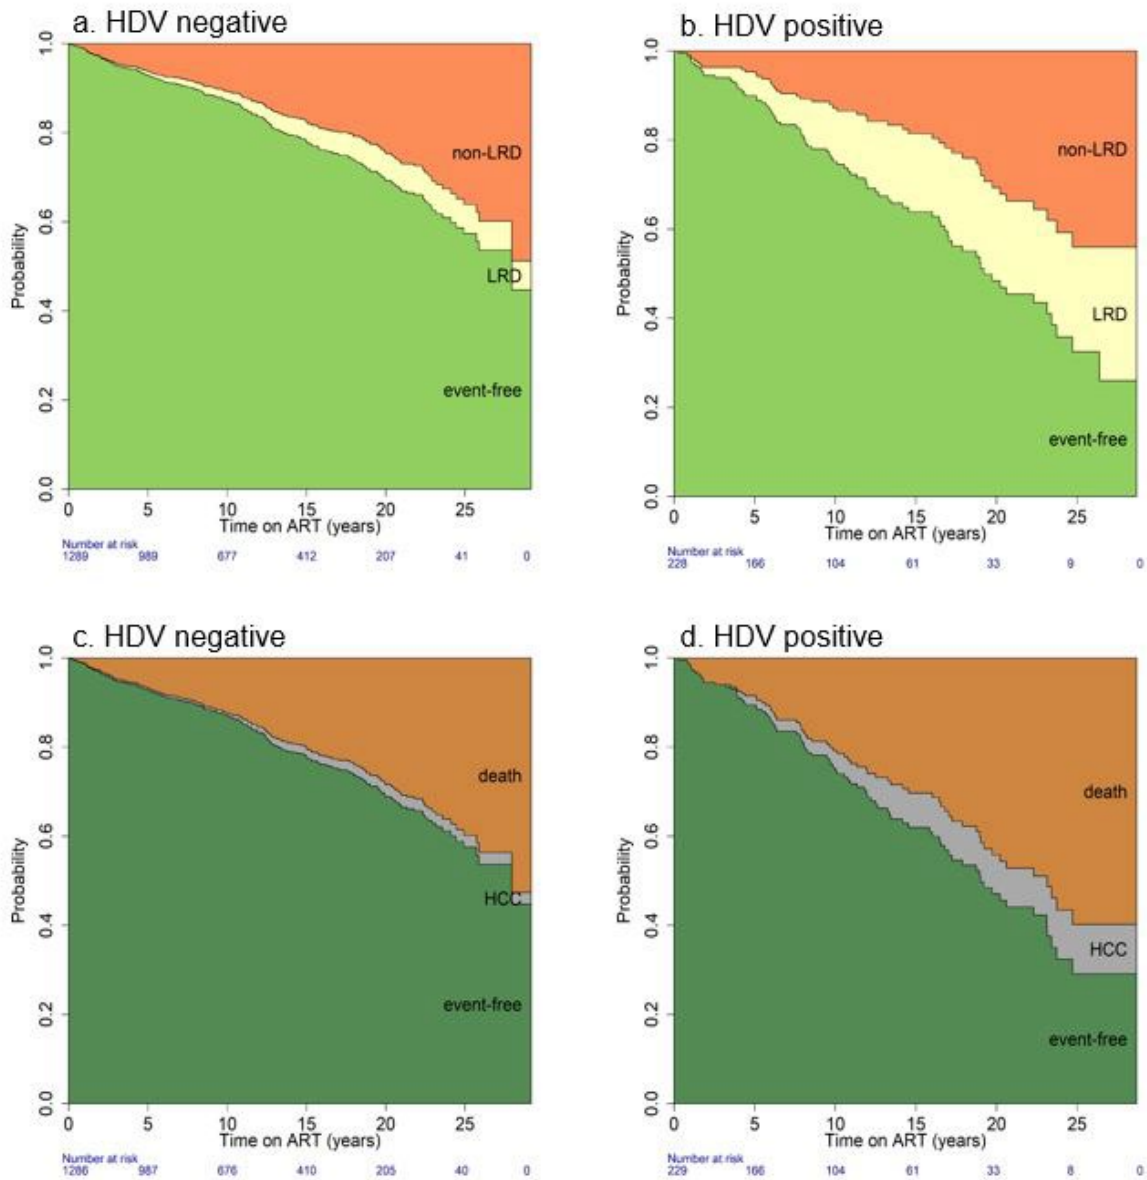 a. HDV negative
1.0
0.8
0.6
0.4
0.2
0.0
Probability
non-LRD
LRD
event-free
0 5 10 15 20 25
Time on ART (years)
Number at risk
1289 989 677 412 207 41 0
b. HDV positive
1.0
0.8
0.6
0.4
0.2
0.0
Probability
non-LRD
LRD
event-free
0 5 10 15 20 25
Time on ART (years)
Number at risk
228 166 104 61 33 9 0
c. HDV negative
1.0
0.8
0.6
0.4
0.2
0.0
Probability
death
HCC
event-free
0 5 10 15 20 25
Time on ART (years)
Number at risk
1286 987 676 410 205 40 0
d. HDV positive
1.0
0.8
0.6
0.4
0.2
0.0
Probability
death
HCC
event-free
0 5 10 15 20 25
Time on ART (years)
Number at risk
229 166 104 61 33 8 0